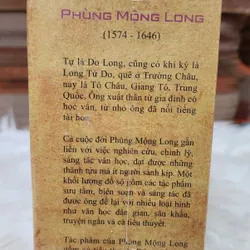 PHÙNG MỘNG LONG
(1574 - 1646)
Tự là Do Long, cũng có khi ký là
Long Tử Do, quê ở Trường Châu,
nay là Tô Châu, Giang Tô, Trung
Quốc. Ông xuất thân từ gia đình có
học vấn, từ nhỏ ông đã nổi tiếng
tài học.
Cả cuộc đời Phùng Mộng Long gắn
liền với việc nghiên cứu, chỉnh lý,
sáng tác văn học, đạt được những
thành tựu mà ít người sánh kịp. Một
khối lượng đồ sộ gồm các tác phẩm
sưu tầm, biên soạn và sáng tác đã
được ông để lại với nhiều loại hình
như văn học dân gian, sân khấu,
truyện ngắn và cả tiểu thuyết.
Tác phẩm của Phùng Mộng Long